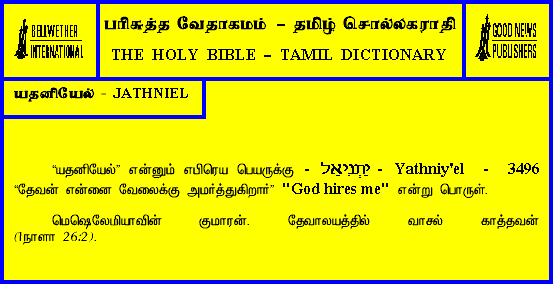 BELLWETHER
INTERNATIONAL
பரிசுத்த வேதாகமம் – தமிழ் சொல்லகராதி
THE HOLY BIBLE – TAMIL DICTIONARY
GOOD NEWS
PUBLISHERS
யதனியேல் - JATHNIEL
“யதனியேல்” என்னும் எபிரெய பெயருக்கு - יַתְנִיאֵל - Yathniy'el - 3496
“தேவன் என்னை வேலைக்கு அமர்த்துகிறார்” "God hires me" என்று பொருள்.
மெஷெலேமியாவின் குமாரன். தேவாலயத்தில் வாசல் காத்தவன்
(1நாளா 26:2).